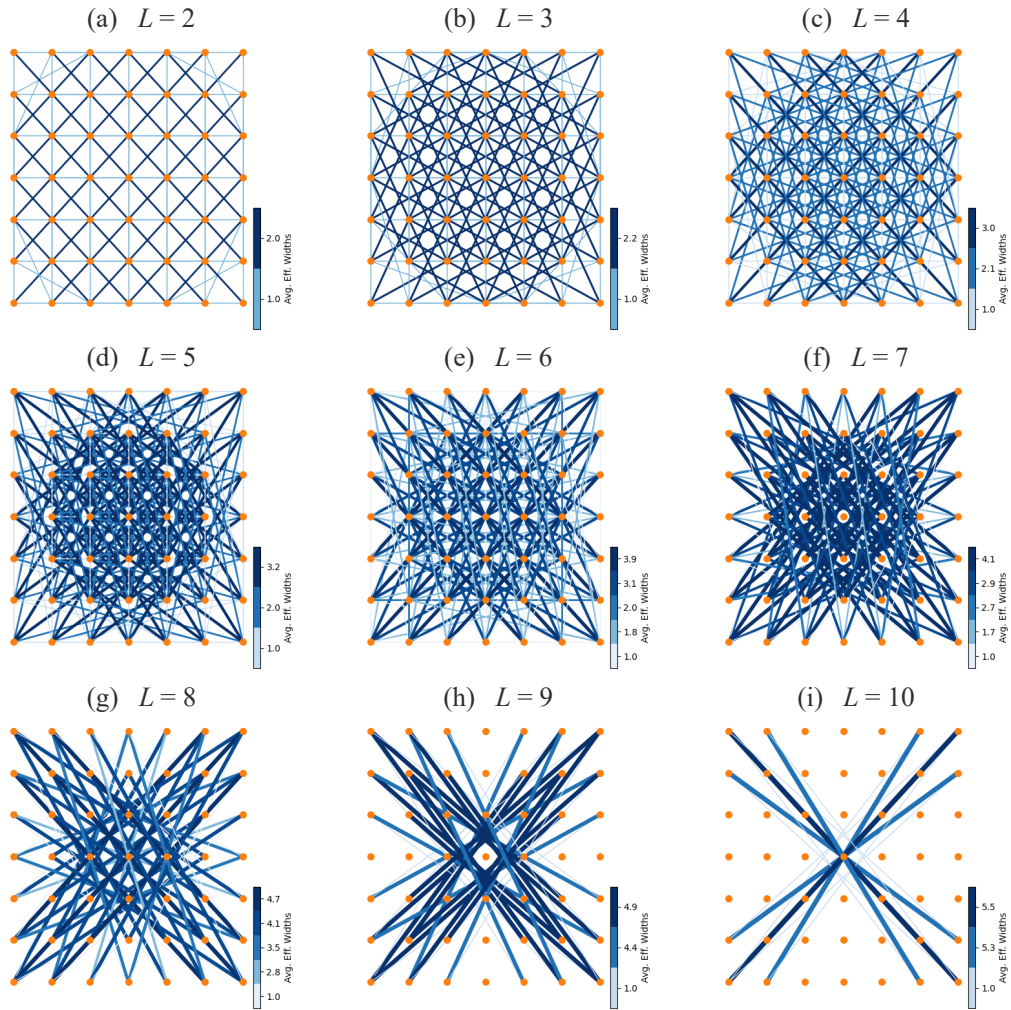 (a) L = 2
(b) L = 3
(c) L = 4
2.0
1.0
Avg. Eff. Widths
2.2
1.0
Avg. Eff. Widths
3.0
2.1
1.0
Avg. Eff. Widths
(d) L = 5
(e) L = 6
(f) L = 7
3.2
2.0
1.0
Avg. Eff. Widths
3.9
3.1
2.0
1.8
1.0
Avg. Eff. Widths
4.1
2.9
2.7
1.7
1.0
Avg. Eff. Widths
(g) L = 8
(h) L = 9
(i) L = 10
4.7
4.1
3.5
2.8
1.0
Avg. Eff. Widths
4.9
4.4
1.0
Avg. Eff. Widths
5.5
5.3
1.0
Avg. Eff. Widths